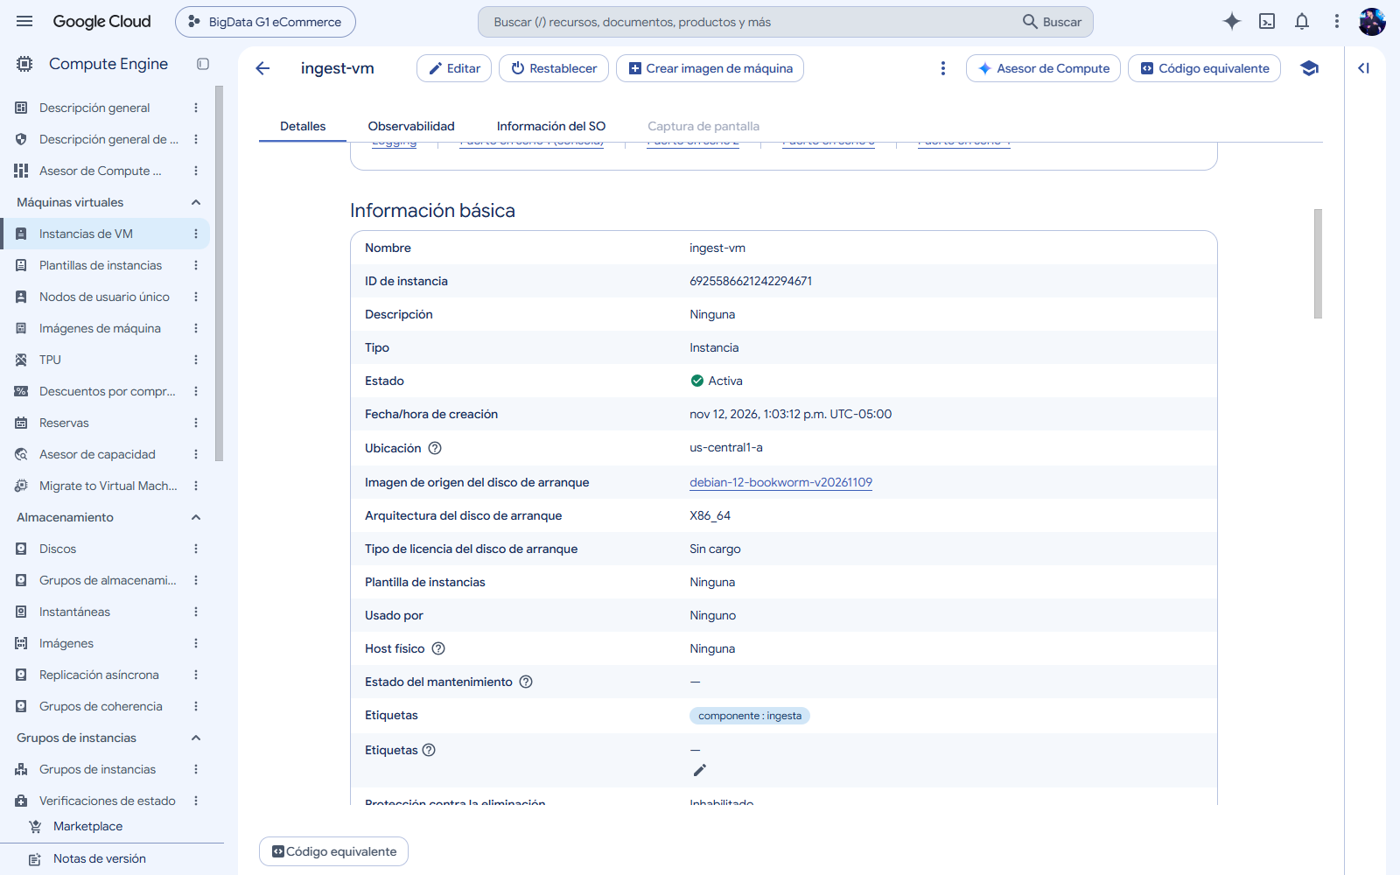 Google Cloud
BigData G1 eCommerce
Buscar (/) recursos, documentos, productos y más
Buscar
Compute Engine
ingest-vm
Editar
Restablecer
Crear imagen de máquina
Asesor de Compute
Código equivalente
Detalles
Observabilidad
Información del SO
Captura de pantalla
Descripción general
Descripción general de ...
Asesor de Compute ...
Máquinas virtuales
Instancias de VM
Plantillas de instancias
Nodos de usuario único
Imágenes de máquina
TPU
Descuentos por compr...
Reservas
Asesor de capacidad
Migrate to Virtual Mach...
Almacenamiento
Discos
Grupos de almacenami...
Instantáneas
Imágenes
Replicación asíncrona
Grupos de coherencia
Grupos de instancias
Grupos de instancias
Verificaciones de estado
Marketplace
Notas de versión
Logging
Información básica
Nombre ingest-vm
ID de instancia 6925586621242294671
Descripción Ninguna
Tipo Instancia
Estado Activa
Fecha/hora de creación nov 12, 2026, 1:03:12 p.m. UTC-05:00
Ubicación us-central1-a
Imagen de origen del disco de arranque debian-12-bookworm-v20261109
Arquitectura del disco de arranque X86_64
Tipo de licencia del disco de arranque Sin cargo
Plantilla de instancias Ninguna
Usado por Ninguno
Host físico Ninguna
Estado del mantenimiento —
Etiquetas componente : ingesta
Etiquetas —
Protección contra la eliminación Inhabilitado
Código equivalente